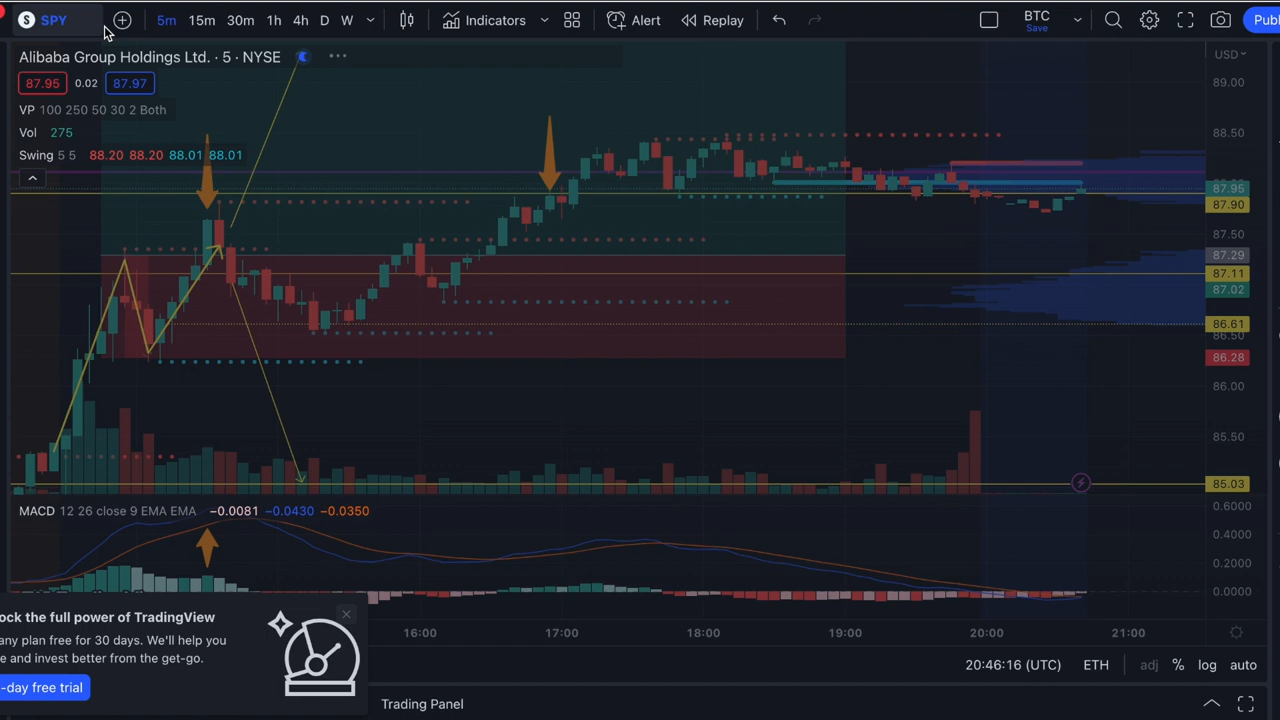 S SPY 5m 15m 30m 1h 4h D W Indicators Alert Replay BTC Save Publ
Alibaba Group Holdings Ltd. · 5 · NYSE
87.95 0.02 87.97
VP 100 250 50 30 2 Both
Vol 275
Swing 5 5 88.20 88.20 88.01 88.01
USD
89.00
88.50
87.95
87.90
87.50
87.29
87.11
87.02
86.61
86.50
86.28
86.00
85.50
85.03
MACD 12 26 close 9 EMA EMA −0.0081 −0.0430 −0.0350
0.6000
0.4000
0.2000
0.0000
ock the full power of TradingView
any plan free for 30 days. We'll help you
e and invest better from the get-go.
-day free trial
16:00 17:00 18:00 19:00 20:00 21:00
20:46:16 (UTC) ETH adj % log auto
Trading Panel